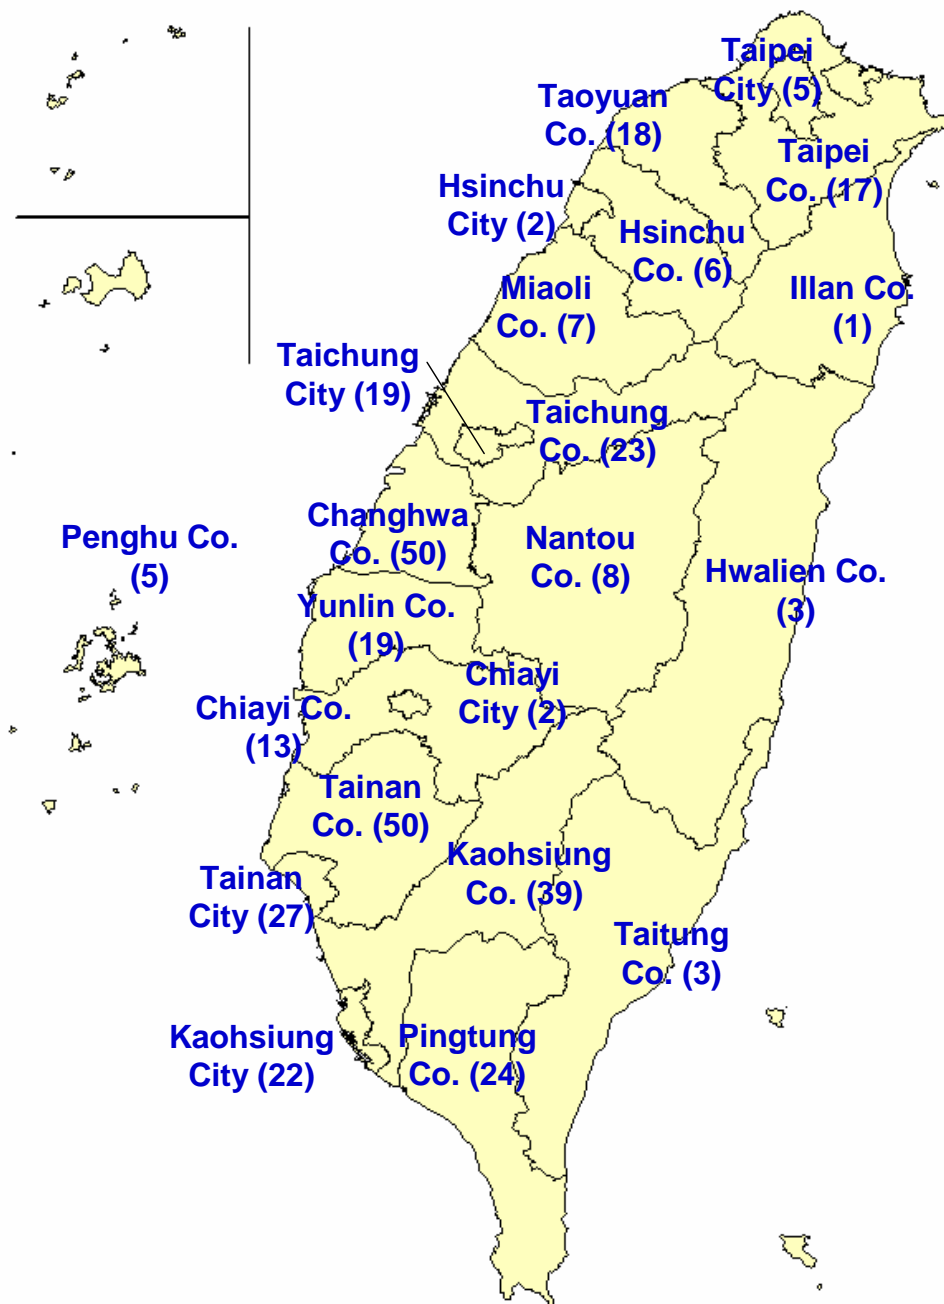 Taipei
City (5)
Taoyuan
Co. (18)
Taipei
Co. (17)
Hsinchu
City (2)
Hsinchu
Co. (6)
Miaoli
Co. (7)
Illan Co.
(1)
Taichung
City (19)
Taichung
Co. (23)
Changhwa
Co. (50)
Nantou
Co. (8)
Penghu Co.
(5)
Hwalien Co.
(3)
Yunlin Co.
(19)
Chiayi
City (2)
Chiayi Co.
(13)
Tainan
Co. (50)
Kaohsiung
Co. (39)
Tainan
City (27)
Taitung
Co. (3)
Kaohsiung
City (22)
Pingtung
Co. (24)